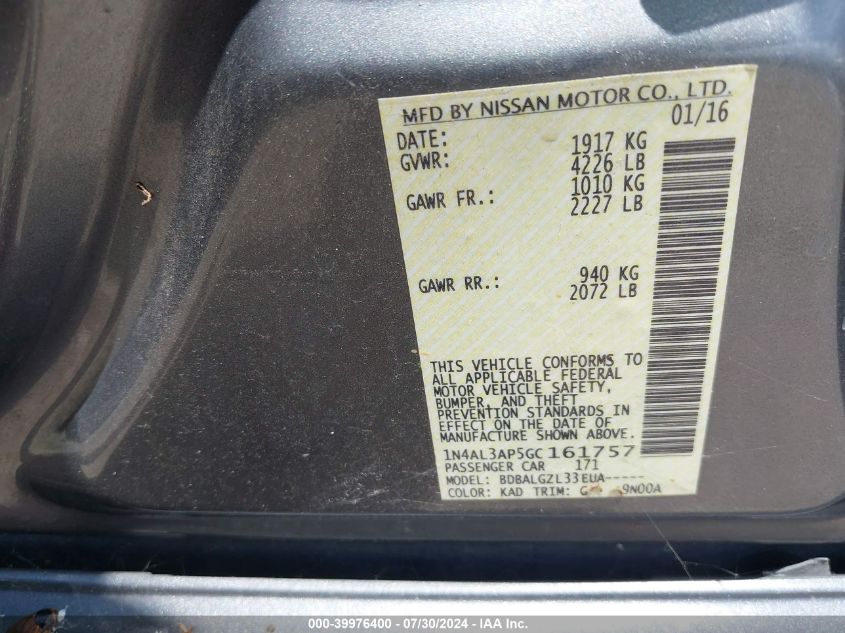 MFD BY NISSAN MOTOR CO., LTD.
DATE: 01/16
GVWR: 1917 KG
4226 LB
GAWR FR.: 1010 KG
2227 LB
GAWR RR.: 940 KG
2072 LB
THIS VEHICLE CONFORMS TO
ALL APPLICABLE FEDERAL
MOTOR VEHICLE SAFETY,
BUMPER, AND THEFT
PREVENTION STANDARDS IN
EFFECT ON THE DATE OF
MANUFACTURE SHOWN ABOVE.
1N4AL3AP5GC161757
PASSENGER CAR 171
MODEL: BDBALGZL33EUA-----
COLOR: KAD TRIM: 9N00A
000-39976400 - 07/30/2024 - IAA Inc.